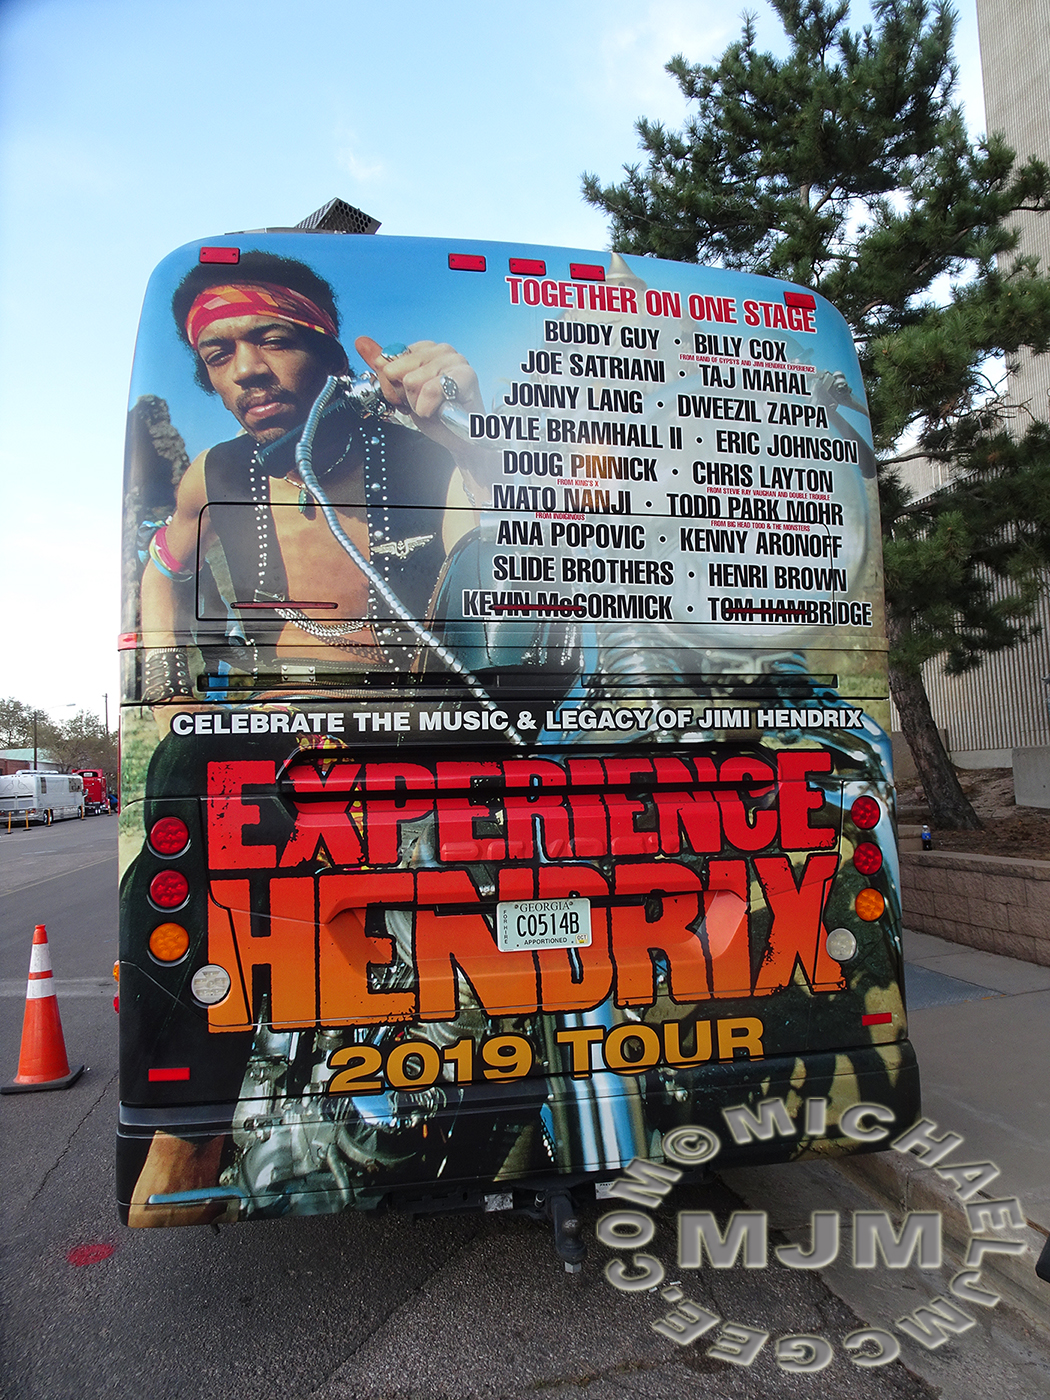 TOGETHER ON ONE STAGE
BUDDY GUY • BILLY COX
FROM BAND OF GYPSYS AND JIMI HENDRIX EXPERIENCE
JOE SATRIANI • TAJ MAHAL
JONNY LANG • DWEEZIL ZAPPA
DOYLE BRAMHALL II • ERIC JOHNSON
DOUG PINNICK • CHRIS LAYTON
FROM KING'S X FROM STEVIE RAY VAUGHAN AND DOUBLE TROUBLE
MATO NANJI • TODD PARK MOHR
FROM INDIGENOUS FROM BIG HEAD TODD & THE MONSTERS
ANA POPOVIC • KENNY ARONOFF
SLIDE BROTHERS • HENRI BROWN
KEVIN McCORMICK • TOM HAMBRIDGE
CELEBRATE THE MUSIC & LEGACY OF JIMI HENDRIX
EXPERIENCE
HENDRIX
GEORGIA
FOR HIRE
C0514B
APPORTIONED
2019 TOUR
©MICHAELJMCGEE.COM
MJM